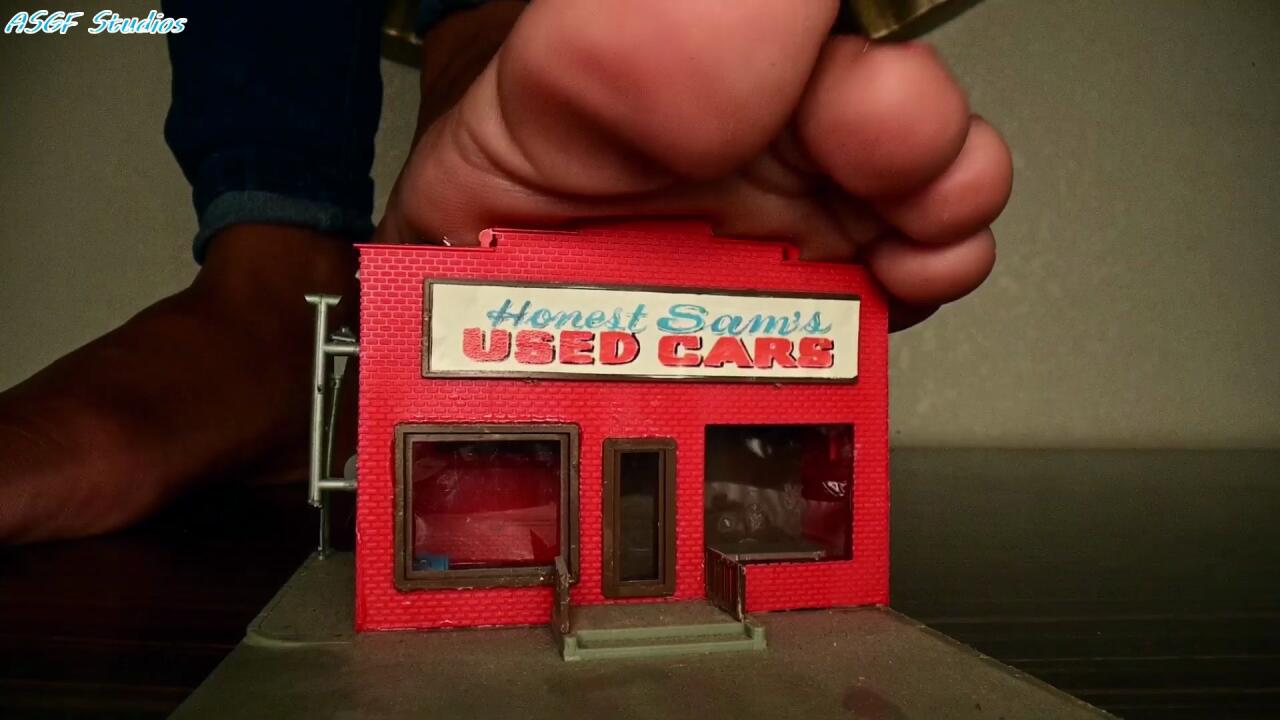 ASGF Studios
Honest Sam's
USED CARS